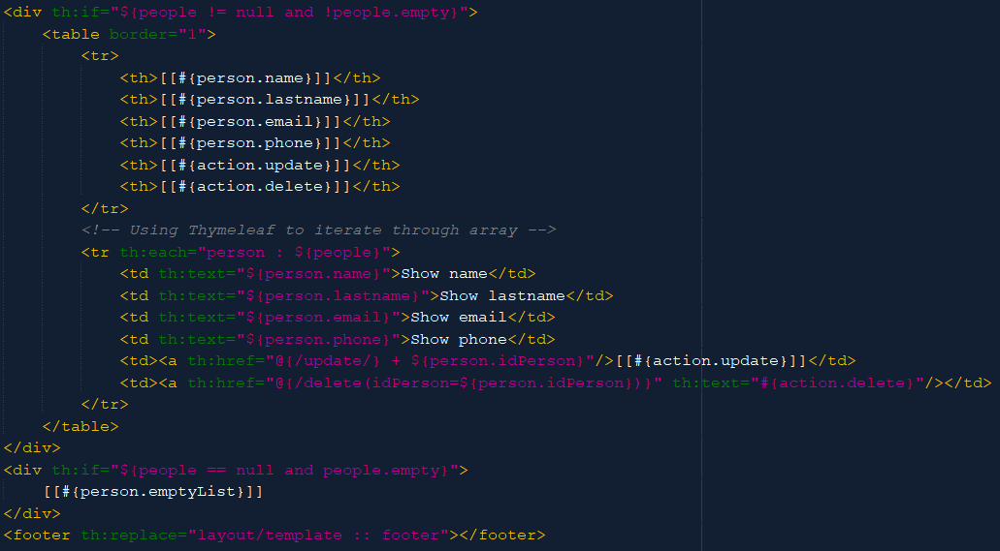 <div th:if="${people != null and !people.empty}">
    <table border="1">
        <tr>
            <th>[[#{person.name}]]</th>
            <th>[[#{person.lastname}]]</th>
            <th>[[#{person.email}]]</th>
            <th>[[#{person.phone}]]</th>
            <th>[[#{action.update}]]</th>
            <th>[[#{action.delete}]]</th>
        </tr>
        <!-- Using Thymeleaf to iterate through array -->
        <tr th:each="person : ${people}">
            <td th:text="${person.name}">Show name</td>
            <td th:text="${person.lastname}">Show lastname</td>
            <td th:text="${person.email}">Show email</td>
            <td th:text="${person.phone}">Show phone</td>
            <td><a th:href="@{/update/} + ${person.idPerson}"/>[[#{action.update}]]</td>
            <td><a th:href="@{/delete(idPerson=${person.idPerson})}" th:text="#{action.delete}"/></td>
        </tr>
    </table>
</div>
<div th:if="${people == null and people.empty}">
    [[#{person.emptyList}]]
</div>
<footer th:replace="layout/template :: footer"></footer>